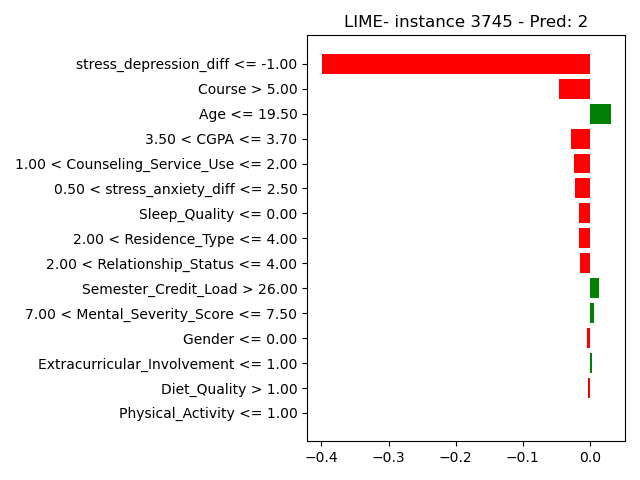 LIME- instance 3745 - Pred: 2
stress_depression_diff <= -1.00
Course > 5.00
Age <= 19.50
3.50 < CGPA <= 3.70
1.00 < Counseling_Service_Use <= 2.00
0.50 < stress_anxiety_diff <= 2.50
Sleep_Quality <= 0.00
2.00 < Residence_Type <= 4.00
2.00 < Relationship_Status <= 4.00
Semester_Credit_Load > 26.00
7.00 < Mental_Severity_Score <= 7.50
Gender <= 0.00
Extracurricular_Involvement <= 1.00
Diet_Quality > 1.00
Physical_Activity <= 1.00
−0.4 −0.3 −0.2 −0.1 0.0